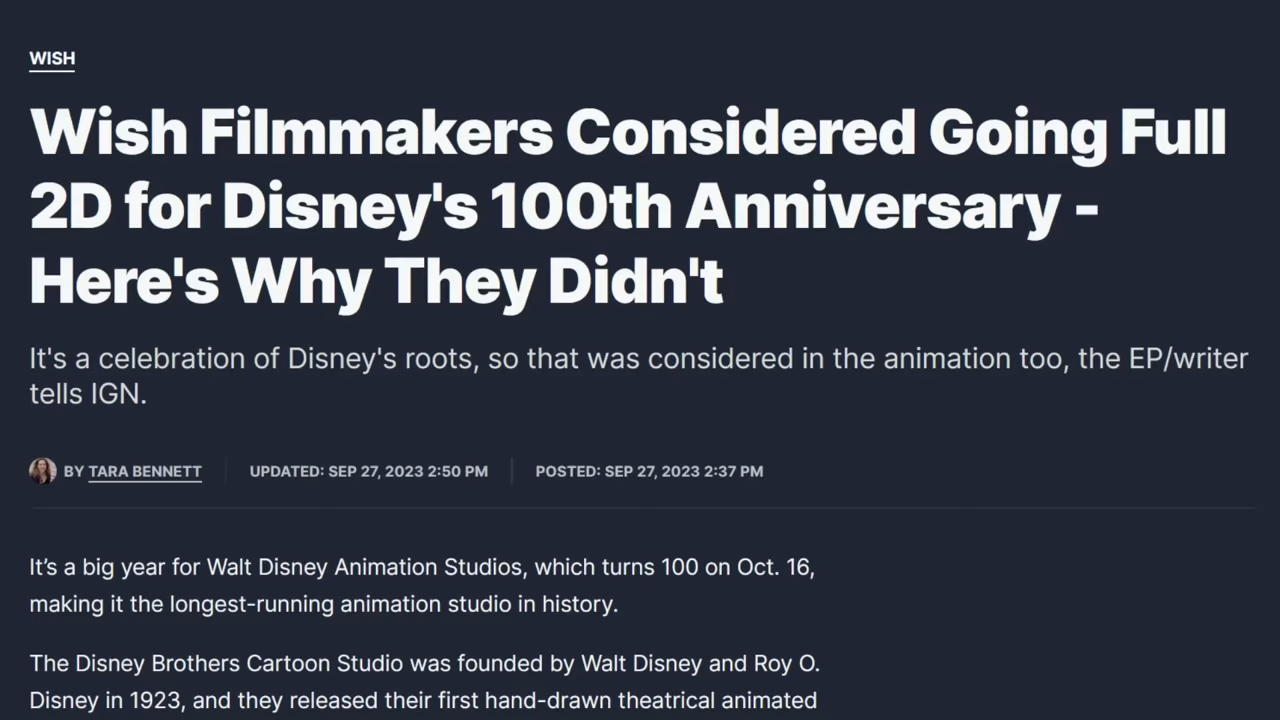 WISH
Wish Filmmakers Considered Going Full
2D for Disney's 100th Anniversary -
Here's Why They Didn't
It's a celebration of Disney's roots, so that was considered in the animation too, the EP/writer
tells IGN.
BY TARA BENNETT UPDATED: SEP 27, 2023 2:50 PM POSTED: SEP 27, 2023 2:37 PM
It’s a big year for Walt Disney Animation Studios, which turns 100 on Oct. 16,
making it the longest-running animation studio in history.
The Disney Brothers Cartoon Studio was founded by Walt Disney and Roy O.
Disney in 1923, and they released their first hand-drawn theatrical animated